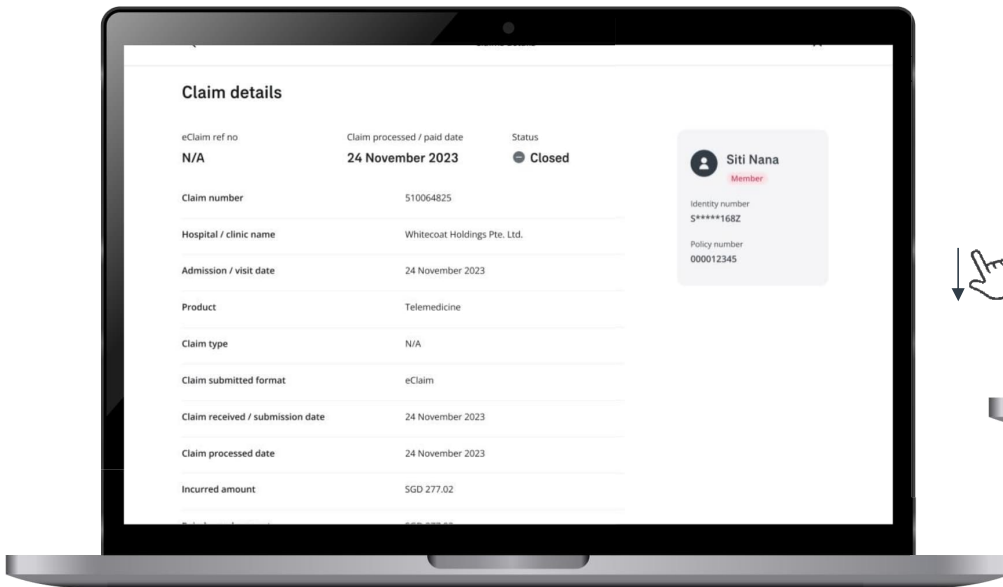 Claim details
eClaim ref no Claim processed / paid date Status
N/A 24 November 2023 Closed
Siti Nana
Member
Identity number
S*****168Z
Policy number
000012345
Claim number 510064825
Hospital / clinic name Whitecoat Holdings Pte. Ltd.
Admission / visit date 24 November 2023
Product Telemedicine
Claim type N/A
Claim submitted format eClaim
Claim received / submission date 24 November 2023
Claim processed date 24 November 2023
Incurred amount SGD 277.02